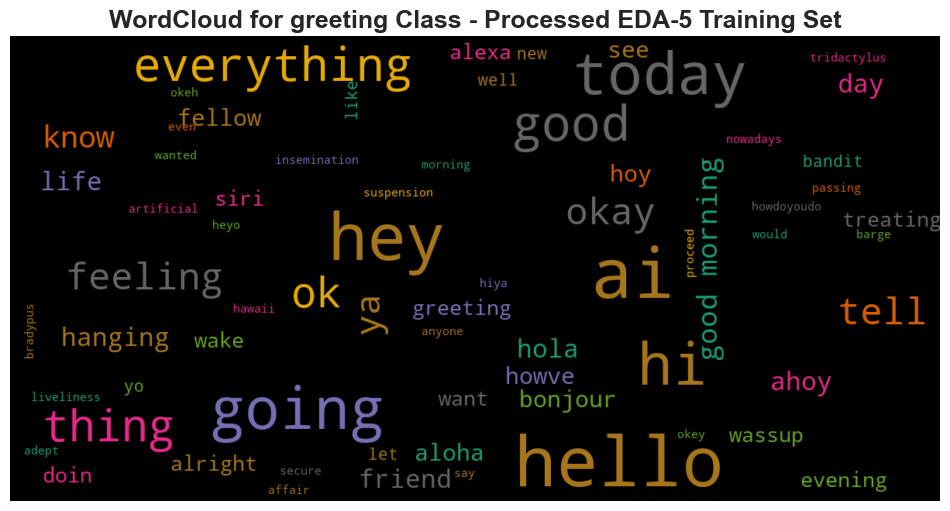 WordCloud for greeting Class - Processed EDA-5 Training Set
everything
alexa
new
see
today
tridactylus
day
well
okeh
like
fellow
even
good
know
nowadays
wanted
insemination
morning
bandit
life
hoy
passing
siri
suspension
artificial
heyo
okay
howdoyoudo
treating
hey
good morning
would
barge
proceed
feeling
ai
hiya
ok
ya
greeting
hawaii
tell
bradypus
hanging
wake
anyone
hola
hi
howve
ahoy
yo
liveliness
want
bonjour
thing
going
okey
wassup
adept
let
aloha
hello
doin
alright
secure
friend
say
evening
affair